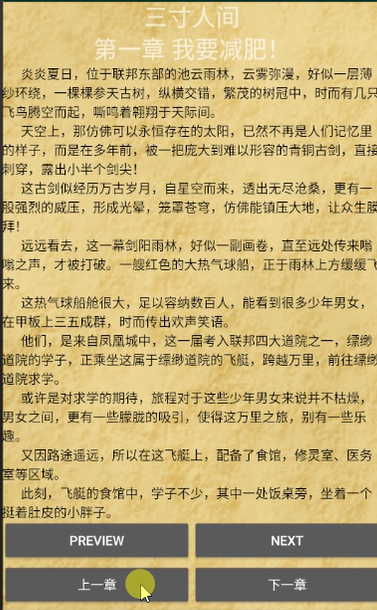 三寸人间
第一章 我要减肥！
炎炎夏日，位于联邦东部的池云雨林，云雾弥漫，好似一层薄
纱环绕，一棵棵参天古树，纵横交错，繁茂的树冠中，时而有几只
飞鸟腾空而起，嘶鸣着翱翔于天际间。
天空上，那仿佛可以永恒存在的太阳，已然不再是人们记忆里
的样子，而是在多年前，被一把庞大到难以形容的青铜古剑，直接
刺穿，露出小半个剑尖！
这古剑似经历万古岁月，自星空而来，透出无尽沧桑，更有一
股强烈的威压，形成光晕，笼罩苍穹，仿佛能镇压大地，让众生膜
拜！
远远看去，这一幕剑阳雨林，好似一副画卷，直至远处传来嗡
嗡之声，才被打破。一艘红色的大热气球船，正于雨林上方缓缓飞
来。
这热气球船舱很大，足以容纳数百人，能看到很多少年男女，
在甲板上三五成群，时而传出欢声笑语。
他们，是来自凤凰城中，这一届考入联邦四大道院之一，缥缈
道院的学子，正乘坐这属于缥缈道院的飞艇，跨越万里，前往缥缈
道院求学。
或许是对求学的期待，旅程对于这些少年男女来说并不枯燥，
男女之间，更有一些朦胧的吸引，使得这万里之旅，别有一些乐
趣。
又因路途遥远，所以在这飞艇上，配备了食馆，修灵室、医务
室等区域。
此刻，飞艇的食馆中，学子不少，其中一处饭桌旁，坐着一个
挺着肚皮的小胖子。
PREVIEW NEXT
上一章 下一章